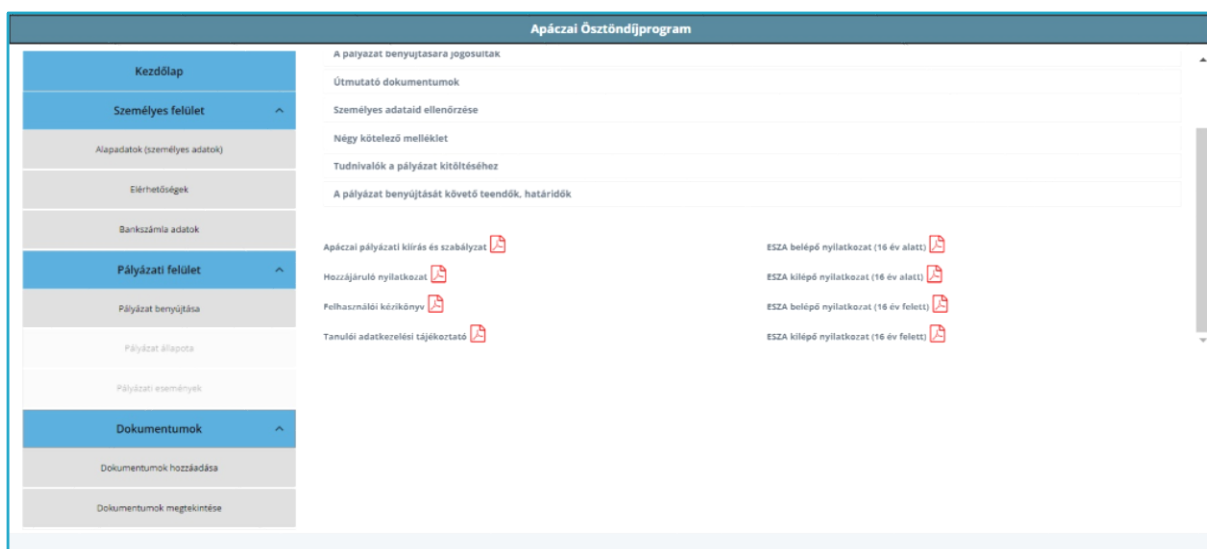 Apáczai Ösztöndíjprogram
Kezdőlap
Személyes felület
Alapadatok (személyes adatok)
Elérhetőségek
Bankszámla adatok
Pályázati felület
Pályázat benyújtása
Pályázat állapota
Pályázati események
Dokumentumok
Dokumentumok hozzáadása
Dokumentumok megtekintése
A pályázat benyújtására jogosultak
Útmutató dokumentumok
Személyes adataid ellenőrzése
Négy kötelező melléklet
Tudnivalók a pályázat kitöltéséhez
A pályázat benyújtását követő teendők, határidők
Apáczai pályázati kiírás és szabályzat
Hozzájáruló nyilatkozat
Felhasználói kézikönyv
Tanulói adatkezelési tájékoztató
ESZA belépő nyilatkozat (16 év alatt)
ESZA kilépő nyilatkozat (16 év alatt)
ESZA belépő nyilatkozat (16 év felett)
ESZA kilépő nyilatkozat (16 év felett)